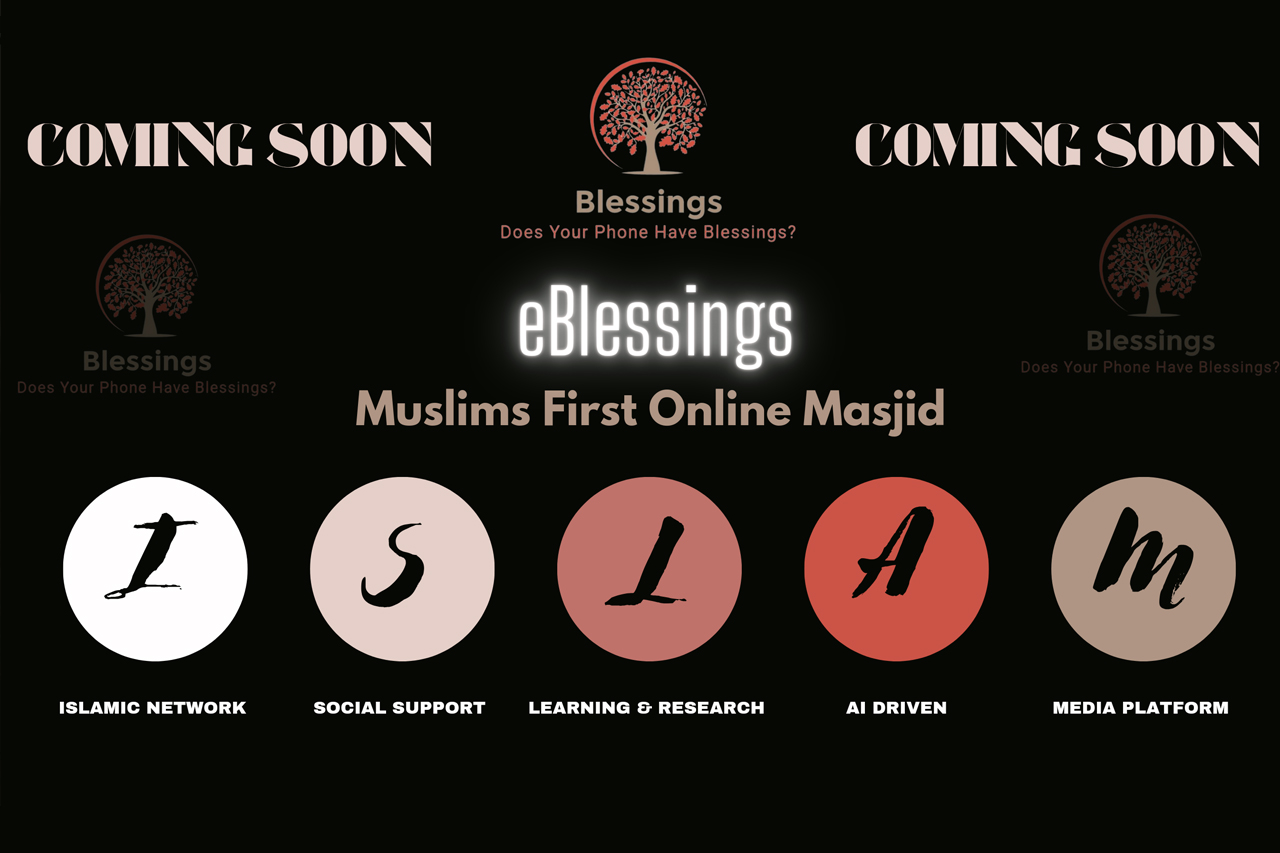 COMING SOON
COMING SOON
Blessings
Does Your Phone Have Blessings?
Blessings
Does Your Phone Have Blessings?
Blessings
Does Your Phone Have Blessings?
eBlessings
Muslims First Online Masjid
I S L A M
ISLAMIC NETWORK
SOCIAL SUPPORT
LEARNING & RESEARCH
AI DRIVEN
MEDIA PLATFORM